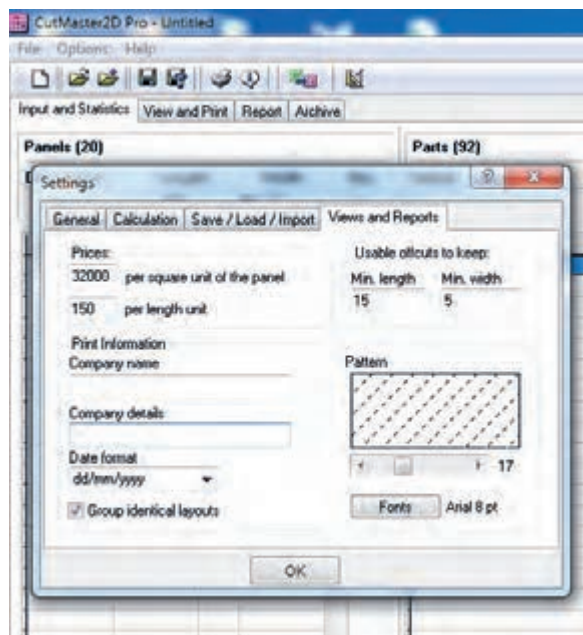 CutMaster2D Pro - Untitled
File Options Help
Input and Statistics View and Print Report Archive
Panels (20) Parts (92)
Settings
General Calculation Save / Load / Import Views and Reports
Prices: Usable offcuts to keep:
32000 per square unit of the panel Min. length Min. width
150 per length unit 15 5
Print Information
Company name Pattern
Company details
Date format
dd/mm/yyyy 17
Group identical layouts Fonts Arial 8 pt
OK